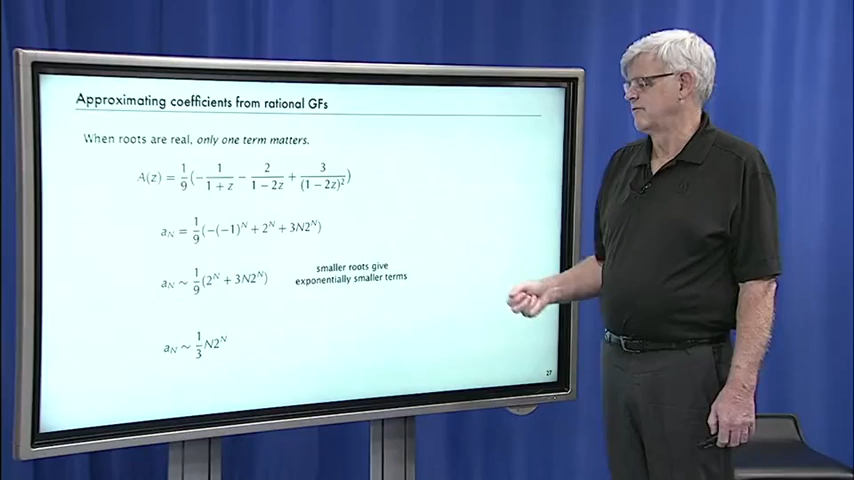 Approximating coefficients from rational GFs
When roots are real, only one term matters.
A(z) = 1/9(− 1/(1 + z) − 2/(1 − 2z) + 3/(1 − 2z)²)
a_N = 1/9(−(−1)^N + 2^N + 3N2^N)
a_N ∼ 1/9(2^N + 3N2^N)
smaller roots give
exponentially smaller terms
a_N ∼ 1/3 N2^N
27